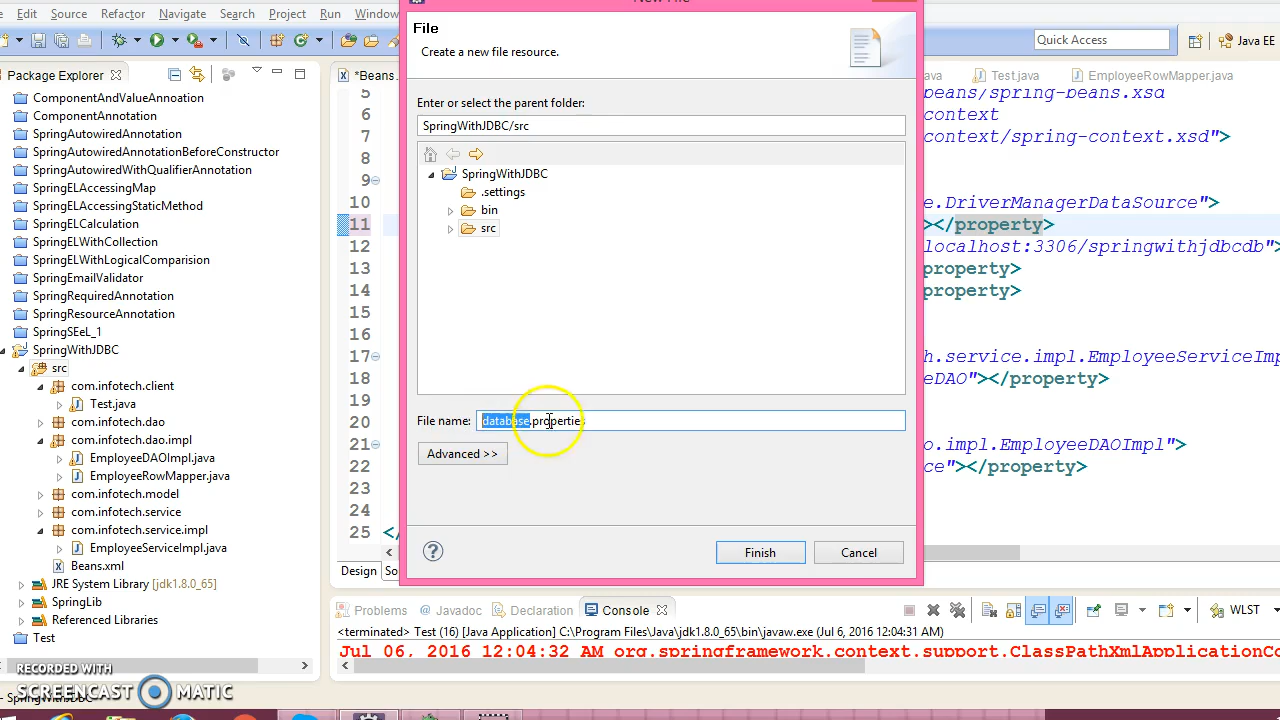 New File
Source Refactor Navigate Search Project Run Window
Quick Access
Java EE
Package Explorer
*Beans.
Test.java
EmployeeRowMapper.java
ComponentAndValueAnnoation
ComponentAnnotation
SpringAutowiredAnnotation
SpringAutowiredAnnotationBeforeConstructor
SpringAutowiredWithQualifierAnnotation
SpringELAccessingMap
SpringELAccessingStaticMethod
SpringELCalculation
SpringELWithCollection
SpringELWithLogicalComparision
SpringEmailValidator
SpringRequiredAnnotation
SpringResourceAnnotation
SpringSEeL_1
SpringWithJDBC
src
com.infotech.client
Test.java
com.infotech.dao
com.infotech.dao.impl
EmployeeDAOImpl.java
EmployeeRowMapper.java
com.infotech.model
com.infotech.service
com.infotech.service.impl
EmployeeServiceImpl.java
Beans.xml
JRE System Library [jdk1.8.0_65]
SpringLib
Referenced Libraries
Test
File
Create a new file resource.
Enter or select the parent folder:
SpringWithJDBC/src
SpringWithJDBC
.settings
bin
src
File name: database.properties
Advanced >>
Finish
Cancel
5 beans/spring-beans.xsd
6 context
7 context/spring-context.xsd">
8
9
10 e.DriverManagerDataSource">
11 ></property>
12 localhost:3306/springwithjdbcdb">
13 property>
14 property>
15
16
17 h.service.impl.EmployeeServiceImp
18 eDAO"></property>
19
20
21 o.impl.EmployeeDAOImpl">
22 ce"></property>
23
24
25 </
Design
So
Problems
Javadoc
Declaration
Console
WLST
<terminated> Test (16) [Java Application] C:\Program Files\Java\jdk1.8.0_65\bin\javaw.exe (Jul 6, 2016 12:04:31 AM)
Jul 06, 2016 12:04:32 AM org.springframework.context.support.ClassPathXmlApplicationCo
RECORDED WITH
SCREENCAST MATIC
SpringWithJDBC